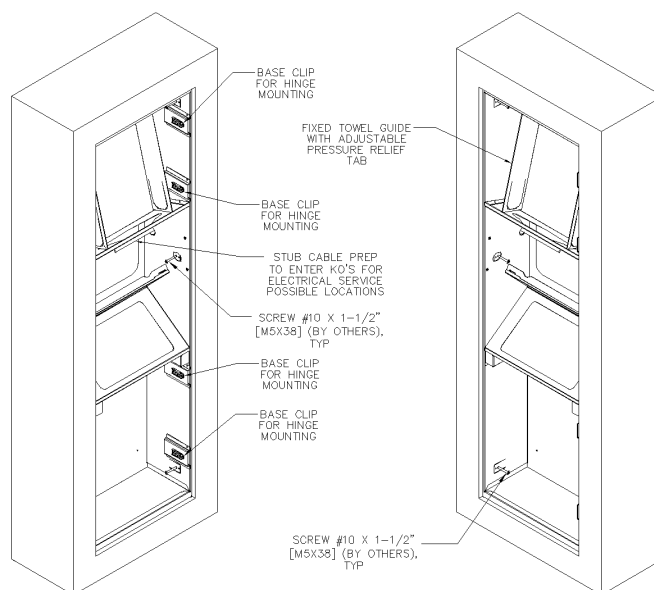 BASE CLIP
FOR HINGE
MOUNTING
FIXED TOWEL GUIDE
WITH ADJUSTABLE
PRESSURE RELIEF
TAB
BASE CLIP
FOR HINGE
MOUNTING
STUB CABLE PREP
TO ENTER KO'S FOR
ELECTRICAL SERVICE
POSSIBLE LOCATIONS
SCREW #10 X 1-1/2"
[M5X38] (BY OTHERS),
TYP
BASE CLIP
FOR HINGE
MOUNTING
BASE CLIP
FOR HINGE
MOUNTING
SCREW #10 X 1-1/2"
[M5X38] (BY OTHERS),
TYP